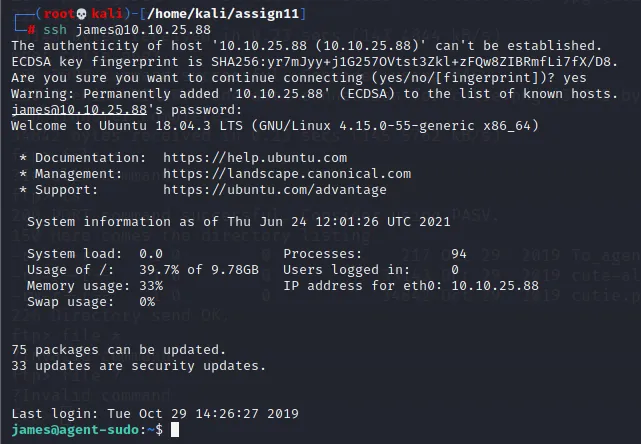 (root💀kali)-[/home/kali/assign11]
# ssh james@10.10.25.88
The authenticity of host '10.10.25.88 (10.10.25.88)' can't be established.
ECDSA key fingerprint is SHA256:yr7mJyy+j1G257OVtst3Zkl+zFQw8ZIBRmfLi7fX/D8.
Are you sure you want to continue connecting (yes/no/[fingerprint])? yes
Warning: Permanently added '10.10.25.88' (ECDSA) to the list of known hosts.
james@10.10.25.88's password:
Welcome to Ubuntu 18.04.3 LTS (GNU/Linux 4.15.0-55-generic x86_64)
* Documentation:  https://help.ubuntu.com
* Management:     https://landscape.canonical.com
* Support:        https://ubuntu.com/advantage
System information as of Thu Jun 24 12:01:26 UTC 2021
System load:  0.0               Processes:           94
Usage of /:   39.7% of 9.78GB   Users logged in:     0
Memory usage: 33%               IP address for eth0: 10.10.25.88
Swap usage:   0%
75 packages can be updated.
33 updates are security updates.
Last login: Tue Oct 29 14:26:27 2019
james@agent-sudo:~$